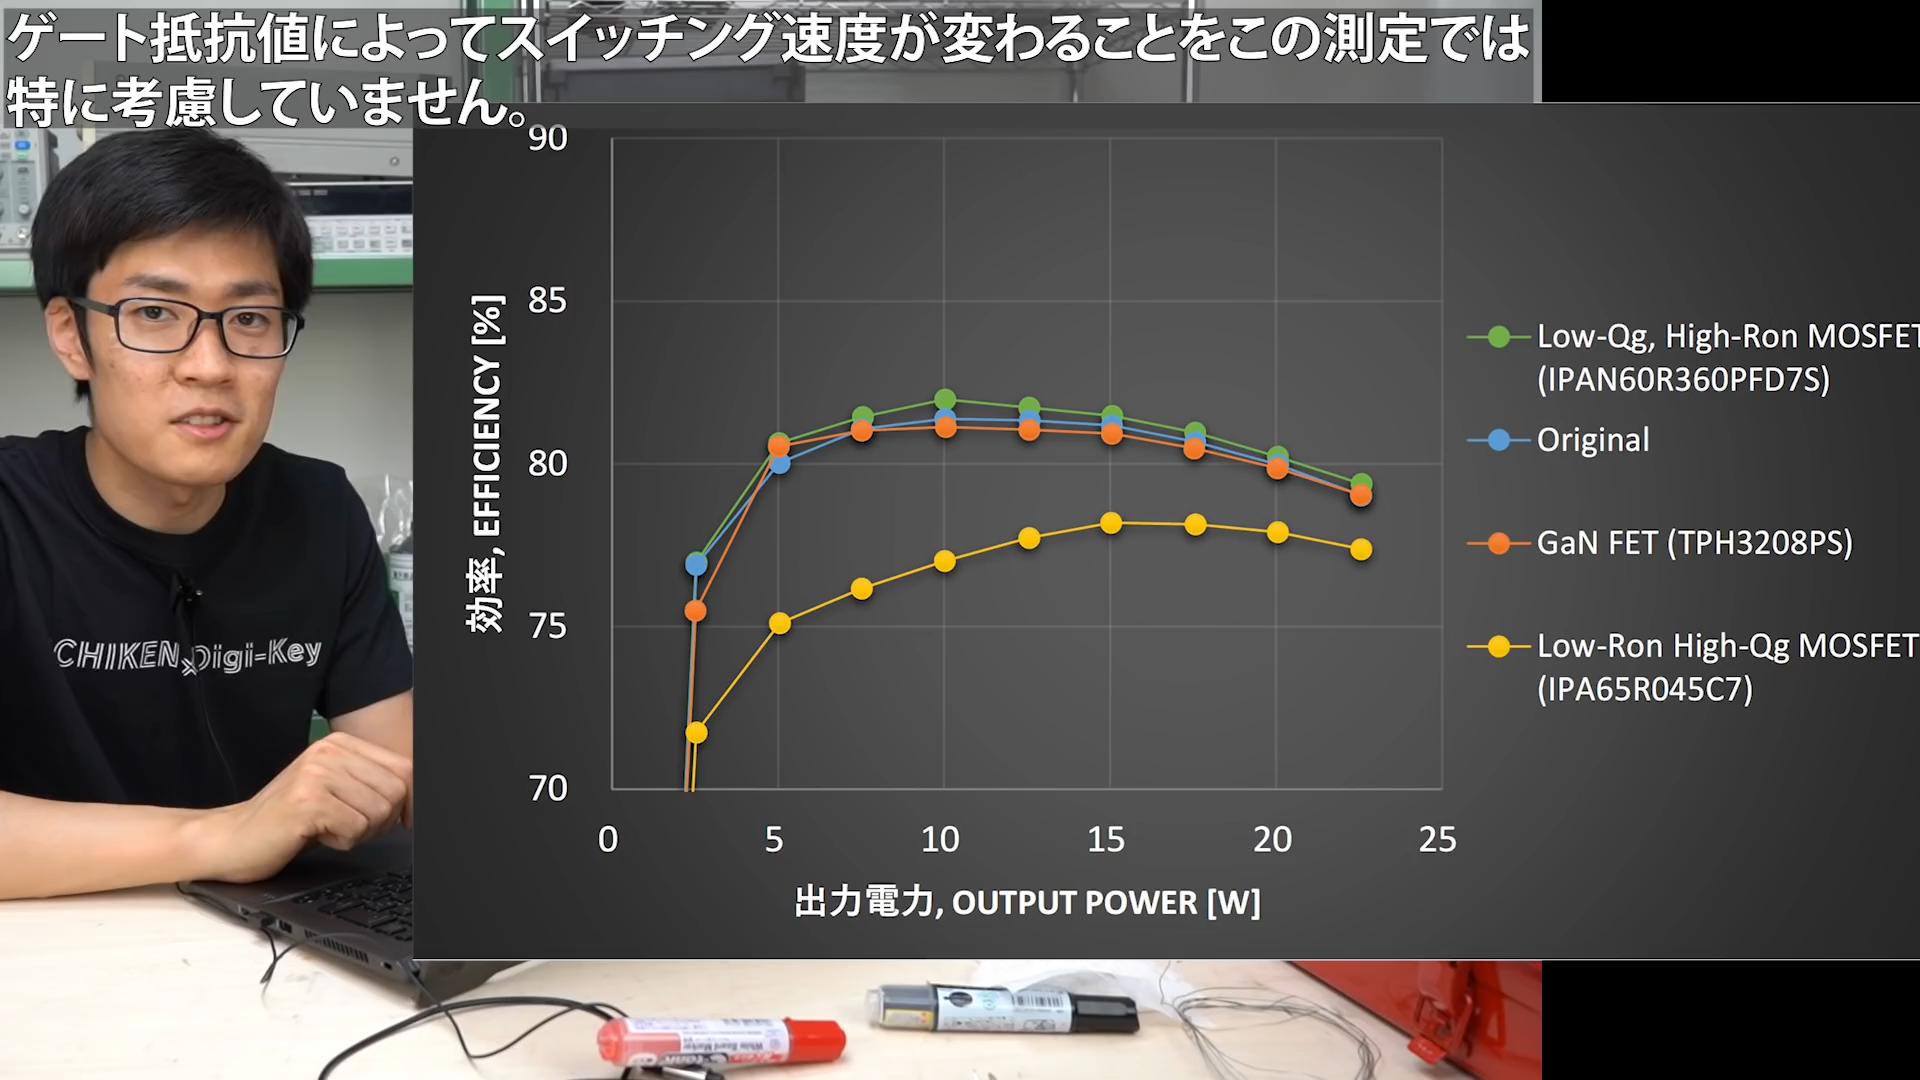 ゲート抵抗値によってスイッチング速度が変わることをこの測定では
特に考慮していません。
90
85
80
75
70
効率, EFFICIENCY [%]
0 5 10 15 20 25
出力電力, OUTPUT POWER [W]
Low-Qg, High-Ron MOSFET
(IPAN60R360PFD7S)
Original
GaN FET (TPH3208PS)
Low-Ron High-Qg MOSFET
(IPA65R045C7)
ICHIKEN x Digi-Key
White Board Marker